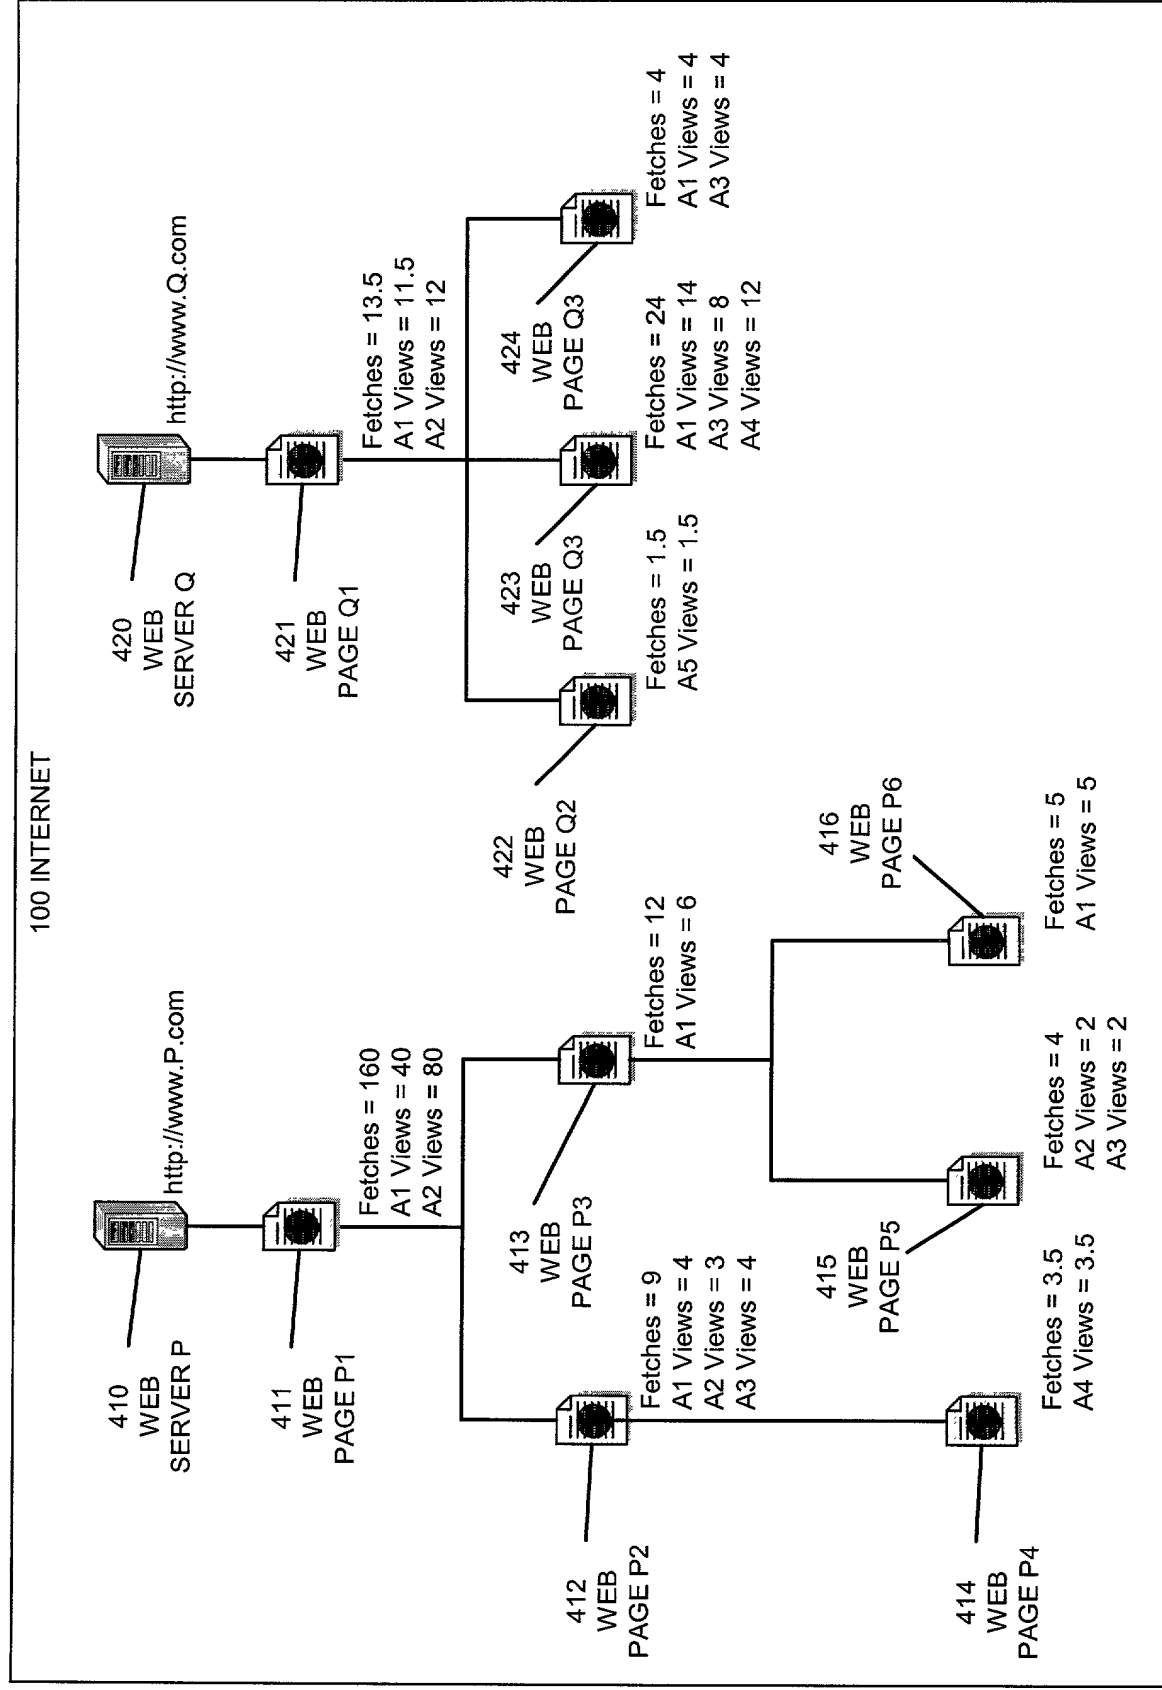 100 INTERNET
410
WEB
SERVER P
http://www.P.com
411
WEB
PAGE P1
Fetches = 160
A1 Views = 40
A2 Views = 80
412
WEB
PAGE P2
Fetches = 9
A1 Views = 4
A2 Views = 3
A3 Views = 4
413
WEB
PAGE P3
Fetches = 12
A1 Views = 6
414
WEB
PAGE P4
Fetches = 3.5
A4 Views = 3.5
415
WEB
PAGE P5
Fetches = 4
A2 Views = 2
A3 Views = 2
416
WEB
PAGE P6
Fetches = 5
A1 Views = 5
420
WEB
SERVER Q
http://www.Q.com
421
WEB
PAGE Q1
Fetches = 13.5
A1 Views = 11.5
A2 Views = 12
422
WEB
PAGE Q2
Fetches = 1.5
A5 Views = 1.5
423
WEB
PAGE Q3
Fetches = 24
A1 Views = 14
A3 Views = 8
A4 Views = 12
424
WEB
PAGE Q3
Fetches = 4
A1 Views = 4
A3 Views = 4